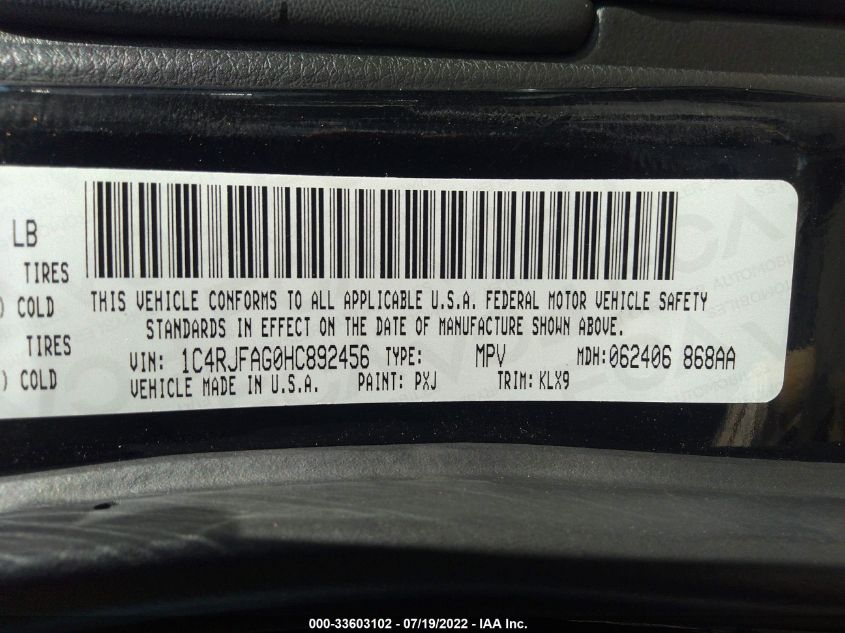 LB
TIRES
) COLD
TIRES
) COLD
THIS VEHICLE CONFORMS TO ALL APPLICABLE U.S.A. FEDERAL MOTOR VEHICLE SAFETY
STANDARDS IN EFFECT ON THE DATE OF MANUFACTURE SHOWN ABOVE.
VIN: 1C4RJFAG0HC892456 TYPE: MPV MDH:062406 868AA
VEHICLE MADE IN U.S.A. PAINT: PXJ TRIM: KLX9
000-33603102 - 07/19/2022 - IAA Inc.